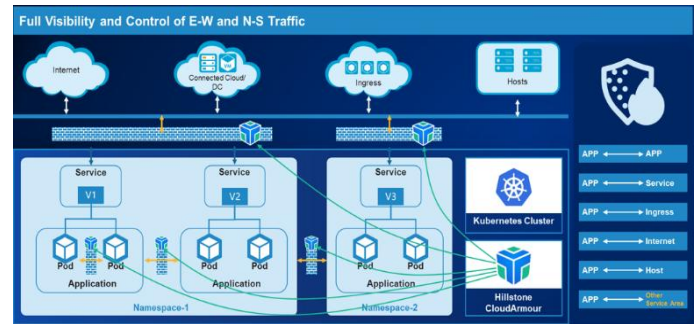 Full Visibility and Control of E-W and N-S Traffic
Internet
Connected Cloud/
DC
VM
Ingress
Hosts
Service
V1
Service
V2
Service
V3
Pod
Pod
Application
Pod
Pod
Application
Pod
Pod
Application
Namespace-1
Namespace-2
Kubernetes Cluster
Hillstone
CloudArmour
APP APP
APP Service
APP Ingress
APP Internet
APP Host
APP Other
Service Area